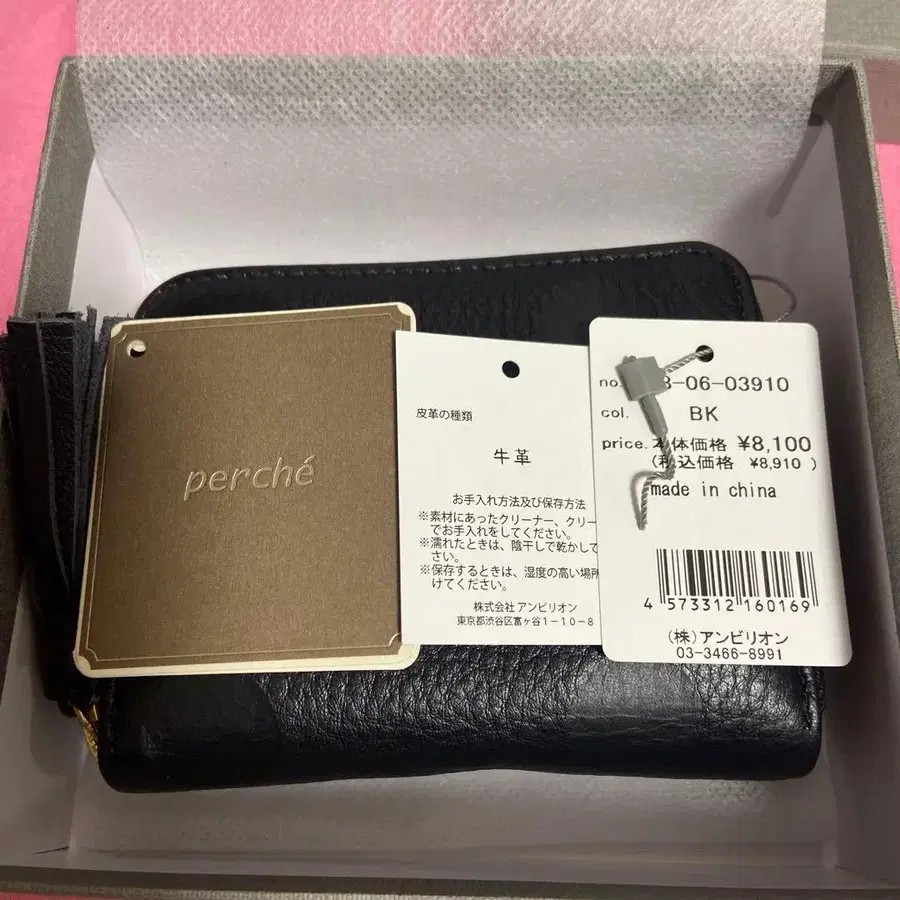 perché
皮革の種類
牛革
お手入れ方法及び保存方法
※素材にあったクリーナー、クリー
でお手入れをしてください。
※濡れたときは、陰干しで乾かして
さい。
※保存するときは、湿度の高い場所
けてください。
株式会社 アンビリオン
東京都渋谷区富ヶ谷1-10-8
no. 8-06-03910
col. BK
price. 本体価格 ¥8,100
(税込価格 ¥8,910 )
made in china
4 573312 160169
(株)アンビリオン
03-3466-8991